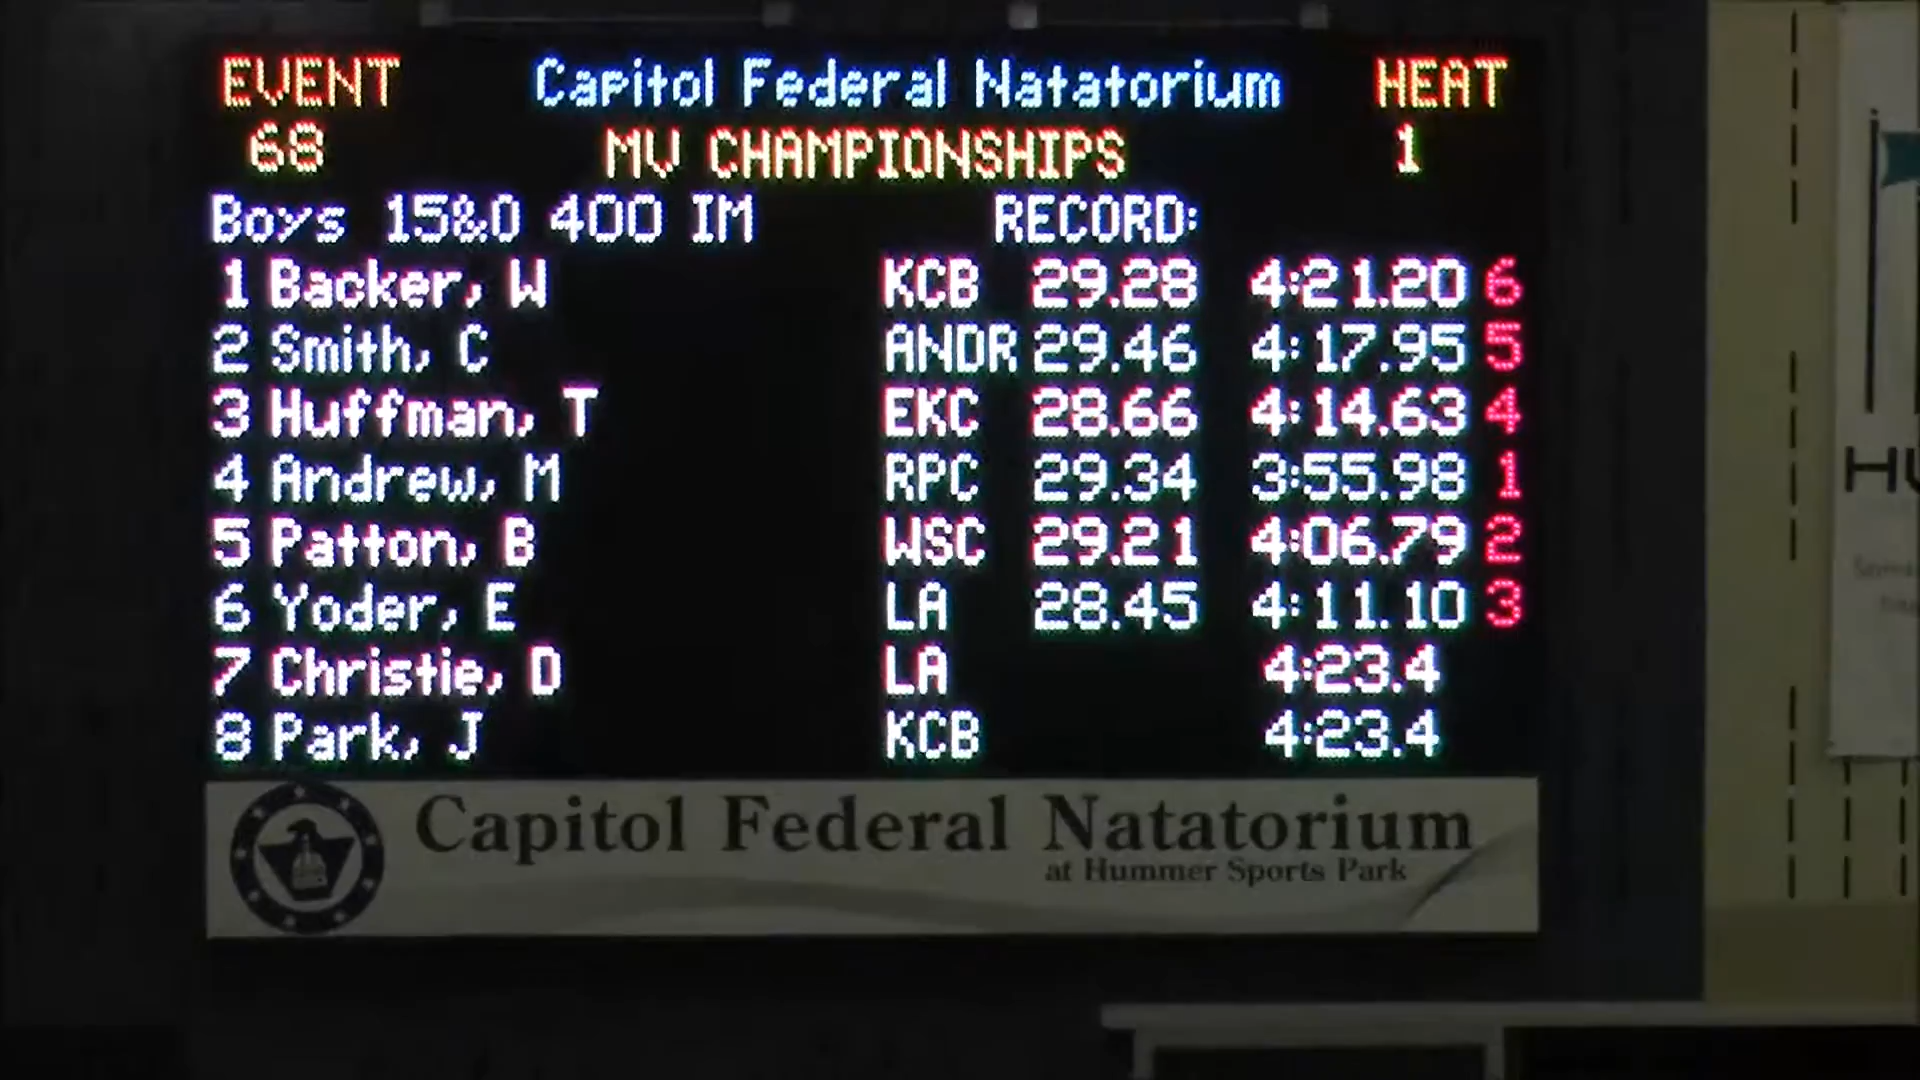 EVENT Capitol Federal Natatorium HEAT
68 MV CHAMPIONSHIPS 1
Boys 15&O 400 IM RECORD:
1 Backer, W KCB 29.28 4:21.20 6
2 Smith, C ANDR 29.46 4:17.95 5
3 Huffman, T EKC 28.66 4:14.63 4
4 Andrew, M RPC 29.34 3:55.98 1
5 Patton, B WSC 29.21 4:06.79 2
6 Yoder, E LA 28.45 4:11.10 3
7 Christie, D LA 4:23.4
8 Park, J KCB 4:23.4
Capitol Federal Natatorium
at Hummer Sports Park